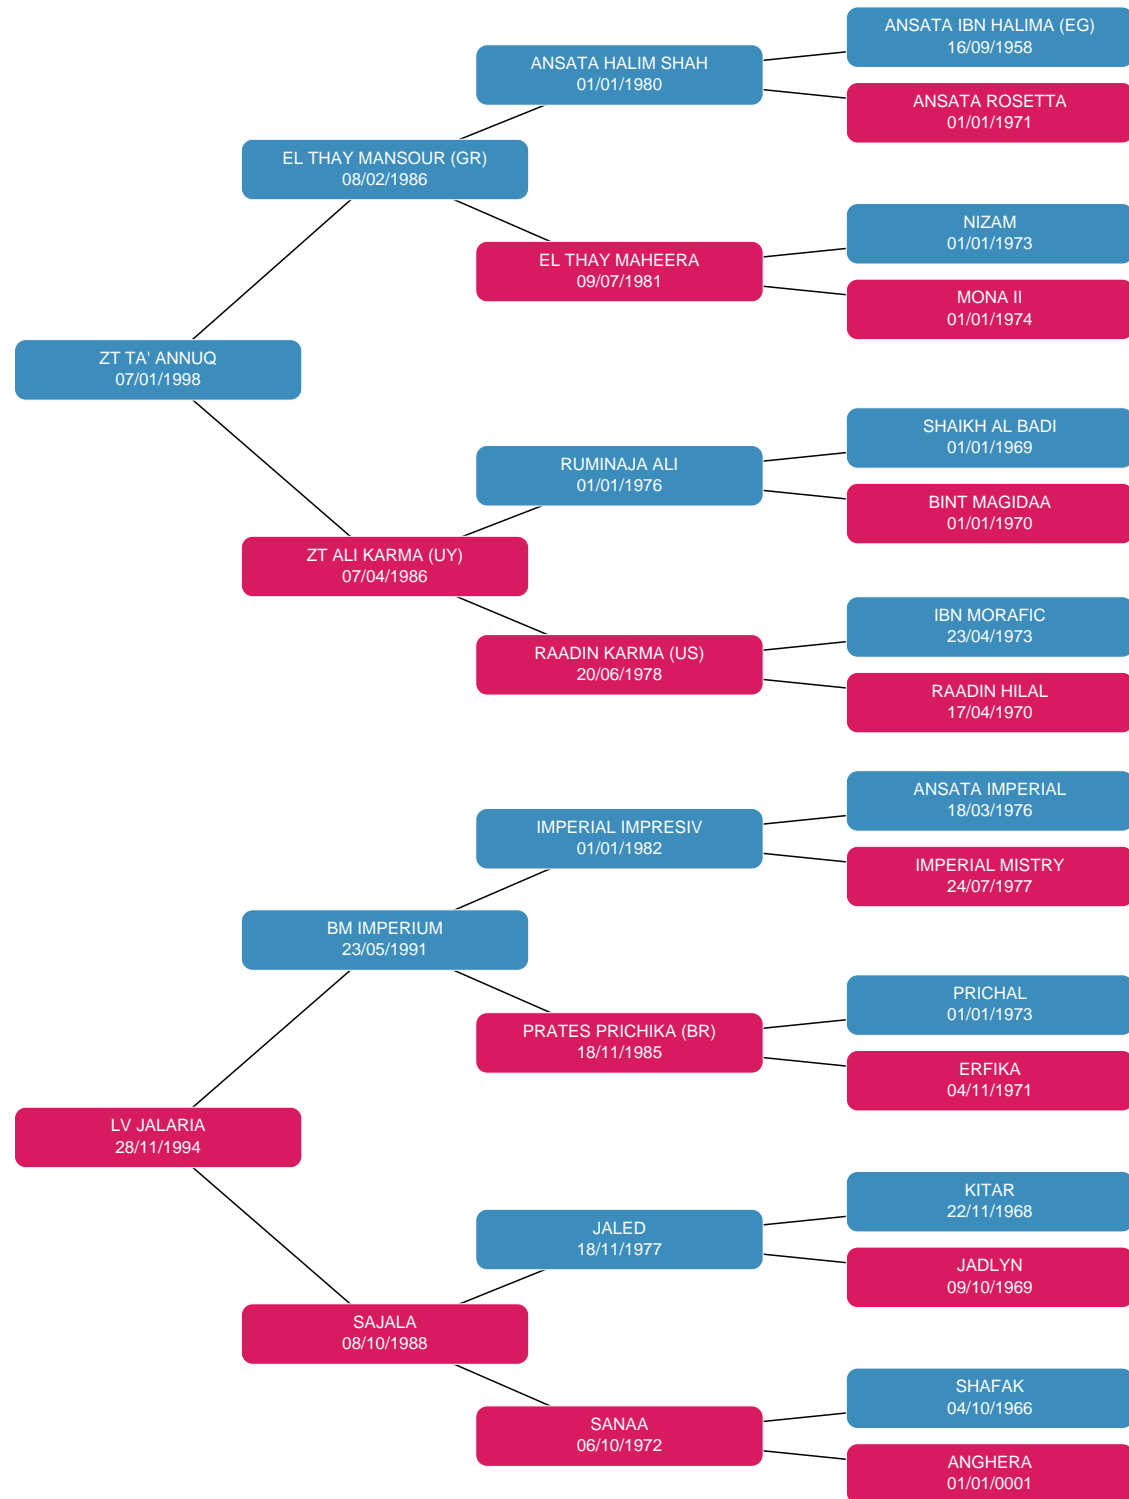 ANSATA IBN HALIMA (EG)
16/09/1958
ANSATA HALIM SHAH
01/01/1980
ANSATA ROSETTA
01/01/1971
EL THAY MANSOUR (GR)
08/02/1986
NIZAM
01/01/1973
EL THAY MAHEERA
09/07/1981
MONA II
01/01/1974
ZT TA' ANNUQ
07/01/1998
SHAIKH AL BADI
01/01/1969
RUMINAJA ALI
01/01/1976
BINT MAGIDAA
01/01/1970
ZT ALI KARMA (UY)
07/04/1986
IBN MORAFIC
23/04/1973
RAADIN KARMA (US)
20/06/1978
RAADIN HILAL
17/04/1970
ANSATA IMPERIAL
18/03/1976
IMPERIAL IMPRESIV
01/01/1982
IMPERIAL MISTRY
24/07/1977
BM IMPERIUM
23/05/1991
PRICHAL
01/01/1973
PRATES PRICHIKA (BR)
18/11/1985
ERFIKA
04/11/1971
LV JALARIA
28/11/1994
KITAR
22/11/1968
JALED
18/11/1977
JADLYN
09/10/1969
SAJALA
08/10/1988
SHAFAK
04/10/1966
SANAA
06/10/1972
ANGHERA
01/01/0001